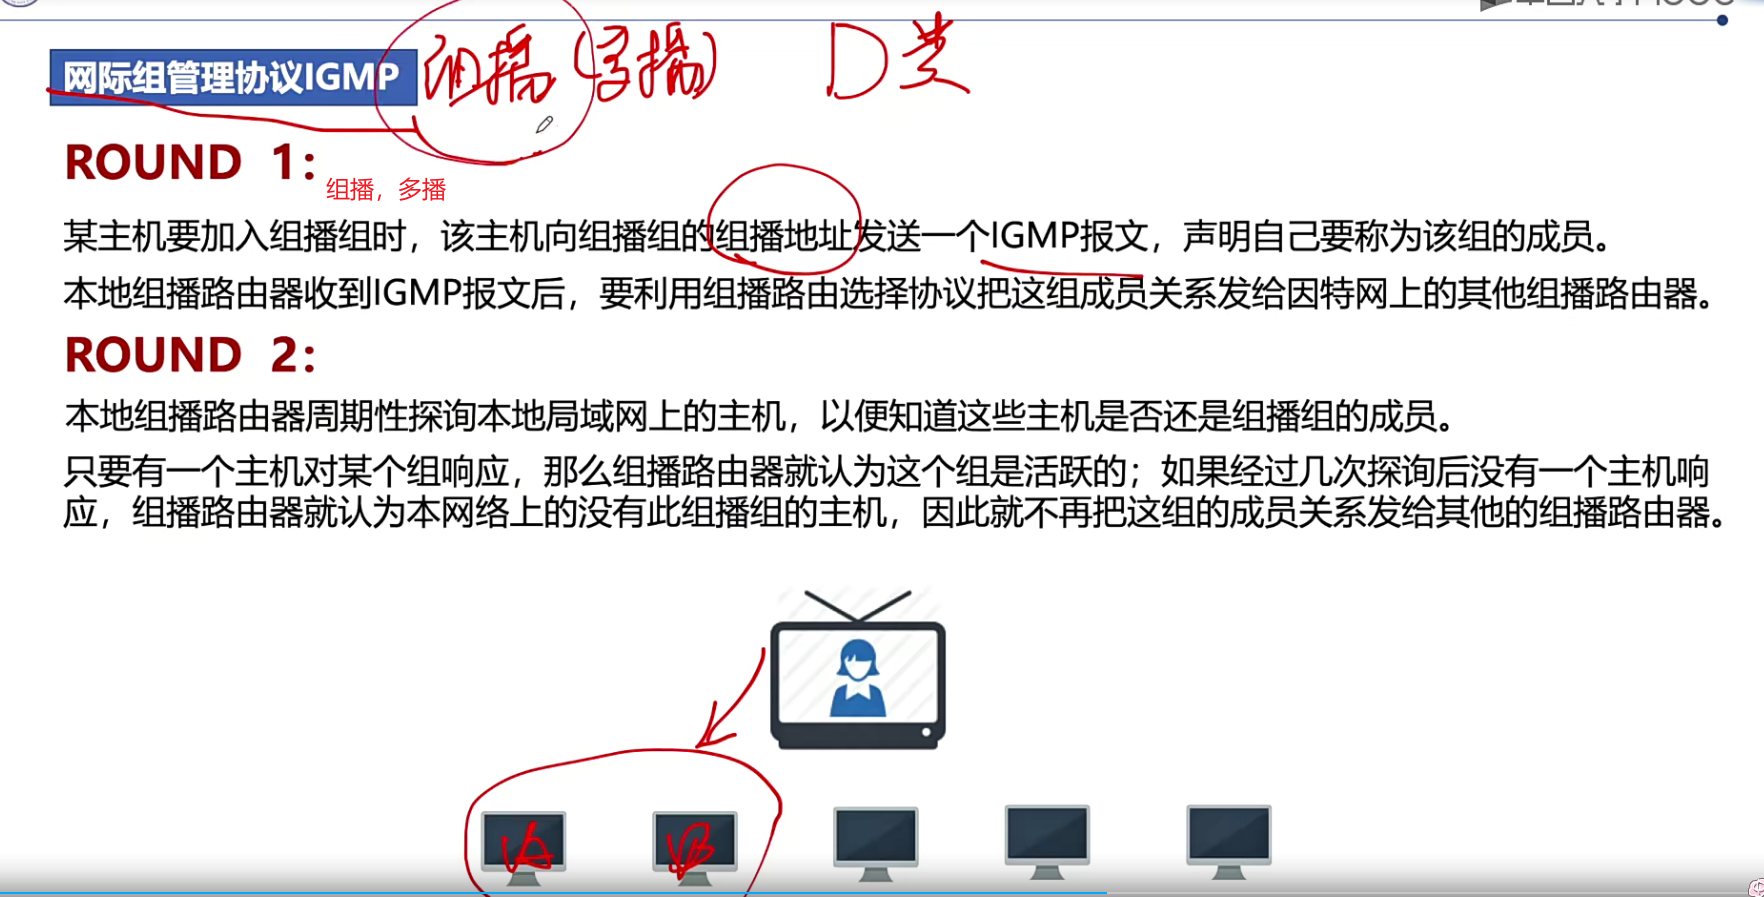 网际组管理协议IGMP 组播 (多播) D类
ROUND 1:
组播，多播
某主机要加入组播组时，该主机向组播组的组播地址发送一个IGMP报文，声明自己要称为该组的成员。
本地组播路由器收到IGMP报文后，要利用组播路由选择协议把这组成员关系发给因特网上的其他组播路由器。
ROUND 2:
本地组播路由器周期性探询本地局域网上的主机，以便知道这些主机是否还是组播组的成员。
只要有一个主机对某个组响应，那么组播路由器就认为这个组是活跃的；如果经过几次探询后没有一个主机响
应，组播路由器就认为本网络上的没有此组播组的主机，因此就不再把这组的成员关系发给其他的组播路由器。
A B